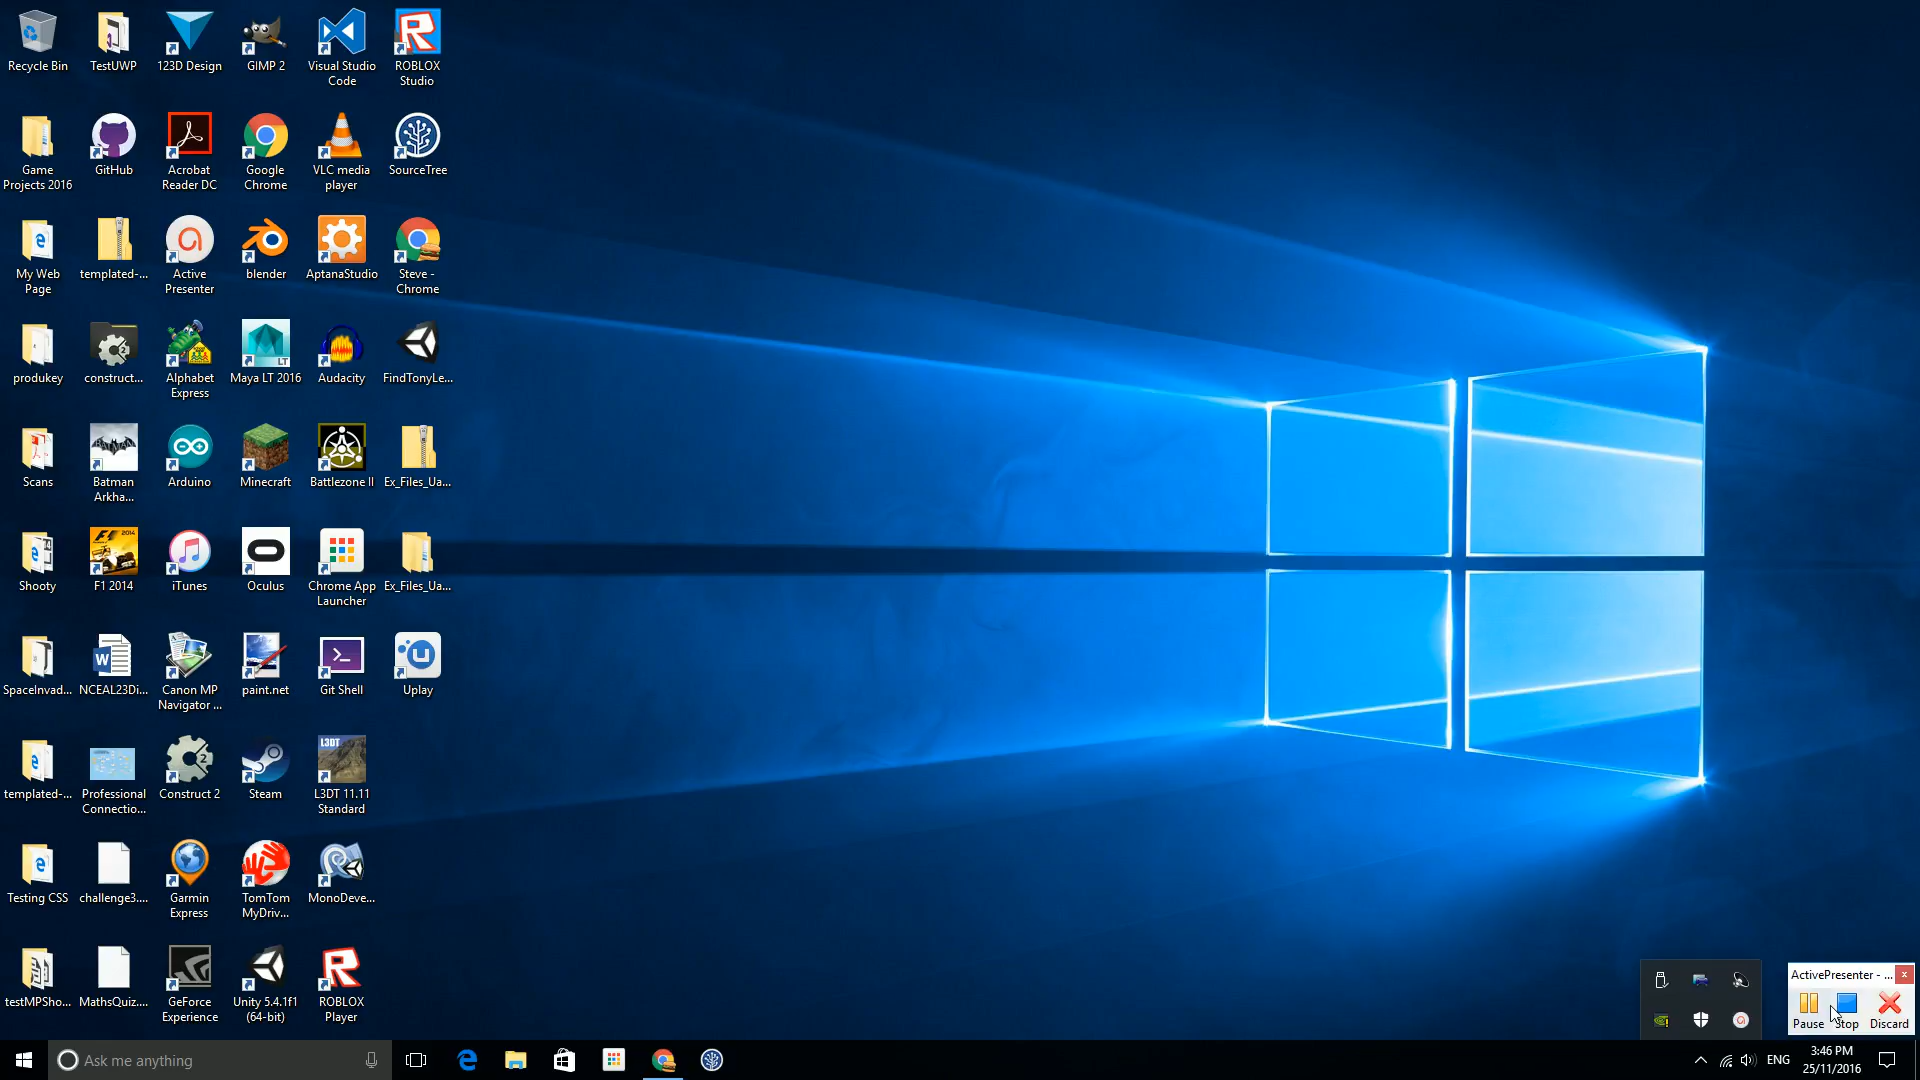 Recycle Bin
TestUWP
123D Design
GIMP 2
Visual Studio
Code
ROBLOX
Studio
Game
Projects 2016
GitHub
Acrobat
Reader DC
Google
Chrome
VLC media
player
SourceTree
My Web
Page
templated-...
Active
Presenter
blender
AptanaStudio
Steve -
Chrome
produkey
construct...
Alphabet
Express
Maya LT 2016
Audacity
FindTonyLe...
Scans
Batman
Arkha...
Arduino
Minecraft
Battlezone II
Ex_Files_Ua...
Shooty
F1 2014
iTunes
Oculus
Chrome App
Launcher
Ex_Files_Ua...
SpaceInvad...
NCEAL23Di...
Canon MP
Navigator ...
paint.net
Git Shell
Uplay
templated-...
Professional
Connectio...
Construct 2
Steam
L3DT
L3DT 11.11
Standard
Testing CSS
challenge3....
Garmin
Express
TomTom
MyDriv...
MonoDeve...
testMPSho...
MathsQuiz....
GeForce
Experience
Unity 5.4.1f1
(64-bit)
ROBLOX
Player
ActivePresenter - ...
Pause
Stop
Discard
Ask me anything
ENG
3:46 PM
25/11/2016